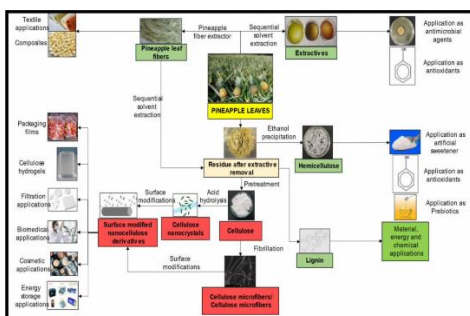 Textile
applications
Composites
Pineapple
fiber extractor
Sequential
solvent
extraction
Pineapple leaf
fibers
Extractives
Application as
antimicrobial
agents
Application as
antioxidants
PINEAPPLE LEAVES
Sequential
solvent
extraction
Ethanol
precipitation
Residue after extractive
removal
Hemicellulose
Application as
artificial
sweetener
Application as
antioxidants
Application as
Prebiotics
Pretreatment
Packaging
films
Cellulose
hydrogels
Filtration
applications
Biomedical
applications
Cosmetic
applications
Energy
storage
applications
Surface
modifications
Acid
hydrolysis
Surface modified
nanocellulose
derivatives
Cellulose
nanocrystals
Cellulose
Lignin
Material,
energy and
chemical
applications
Fibrillation
Surface
modifications
Cellulose microfibers/
Cellulose microfibers